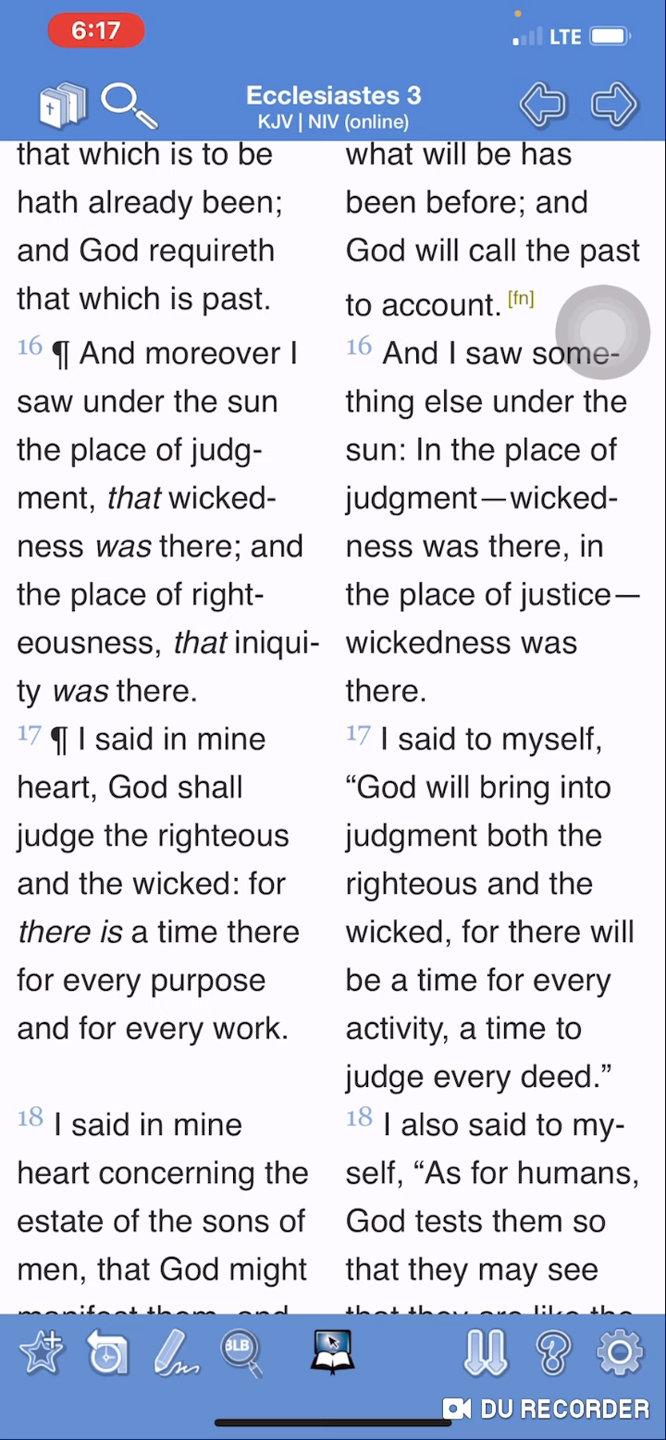 6:17
LTE
Ecclesiastes 3
KJV | NIV (online)
that which is to be
hath already been;
and God requireth
that which is past.
16 ¶ And moreover I
saw under the sun
the place of judg-
ment, that wicked-
ness was there; and
the place of right-
eousness, that iniqui-
ty was there.
17 ¶ I said in mine
heart, God shall
judge the righteous
and the wicked: for
there is a time there
for every purpose
and for every work.
18 I said in mine
heart concerning the
estate of the sons of
men, that God might
manifest them, and
what will be has
been before; and
God will call the past
to account. [fn]
16 And I saw some-
thing else under the
sun: In the place of
judgment—wicked-
ness was there, in
the place of justice—
wickedness was
there.
17 I said to myself,
“God will bring into
judgment both the
righteous and the
wicked, for there will
be a time for every
activity, a time to
judge every deed.”
18 I also said to my-
self, “As for humans,
God tests them so
that they may see
that they are like the
BLB
DU RECORDER